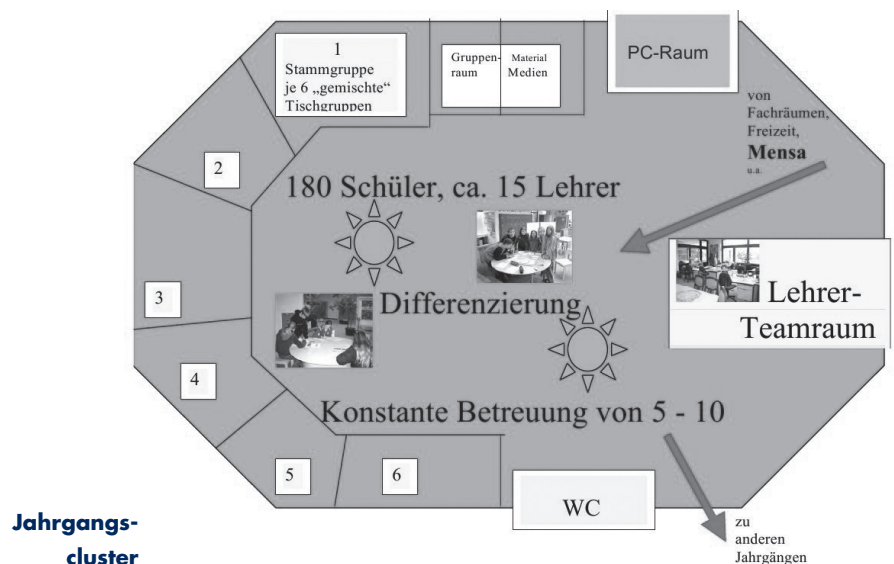 1
Stammgruppe
je 6 „gemischte“
Tischgruppen
Gruppen-
raum
Material
Medien
PC-Raum
von
Fachräumen,
Freizeit,
Mensa
u.a.
2
180 Schüler, ca. 15 Lehrer
3
Differenzierung
Lehrer-
Teamraum
4
Konstante Betreuung von 5 - 10
5
6
WC
zu
anderen
Jahrgängen
Jahrgangs-
cluster